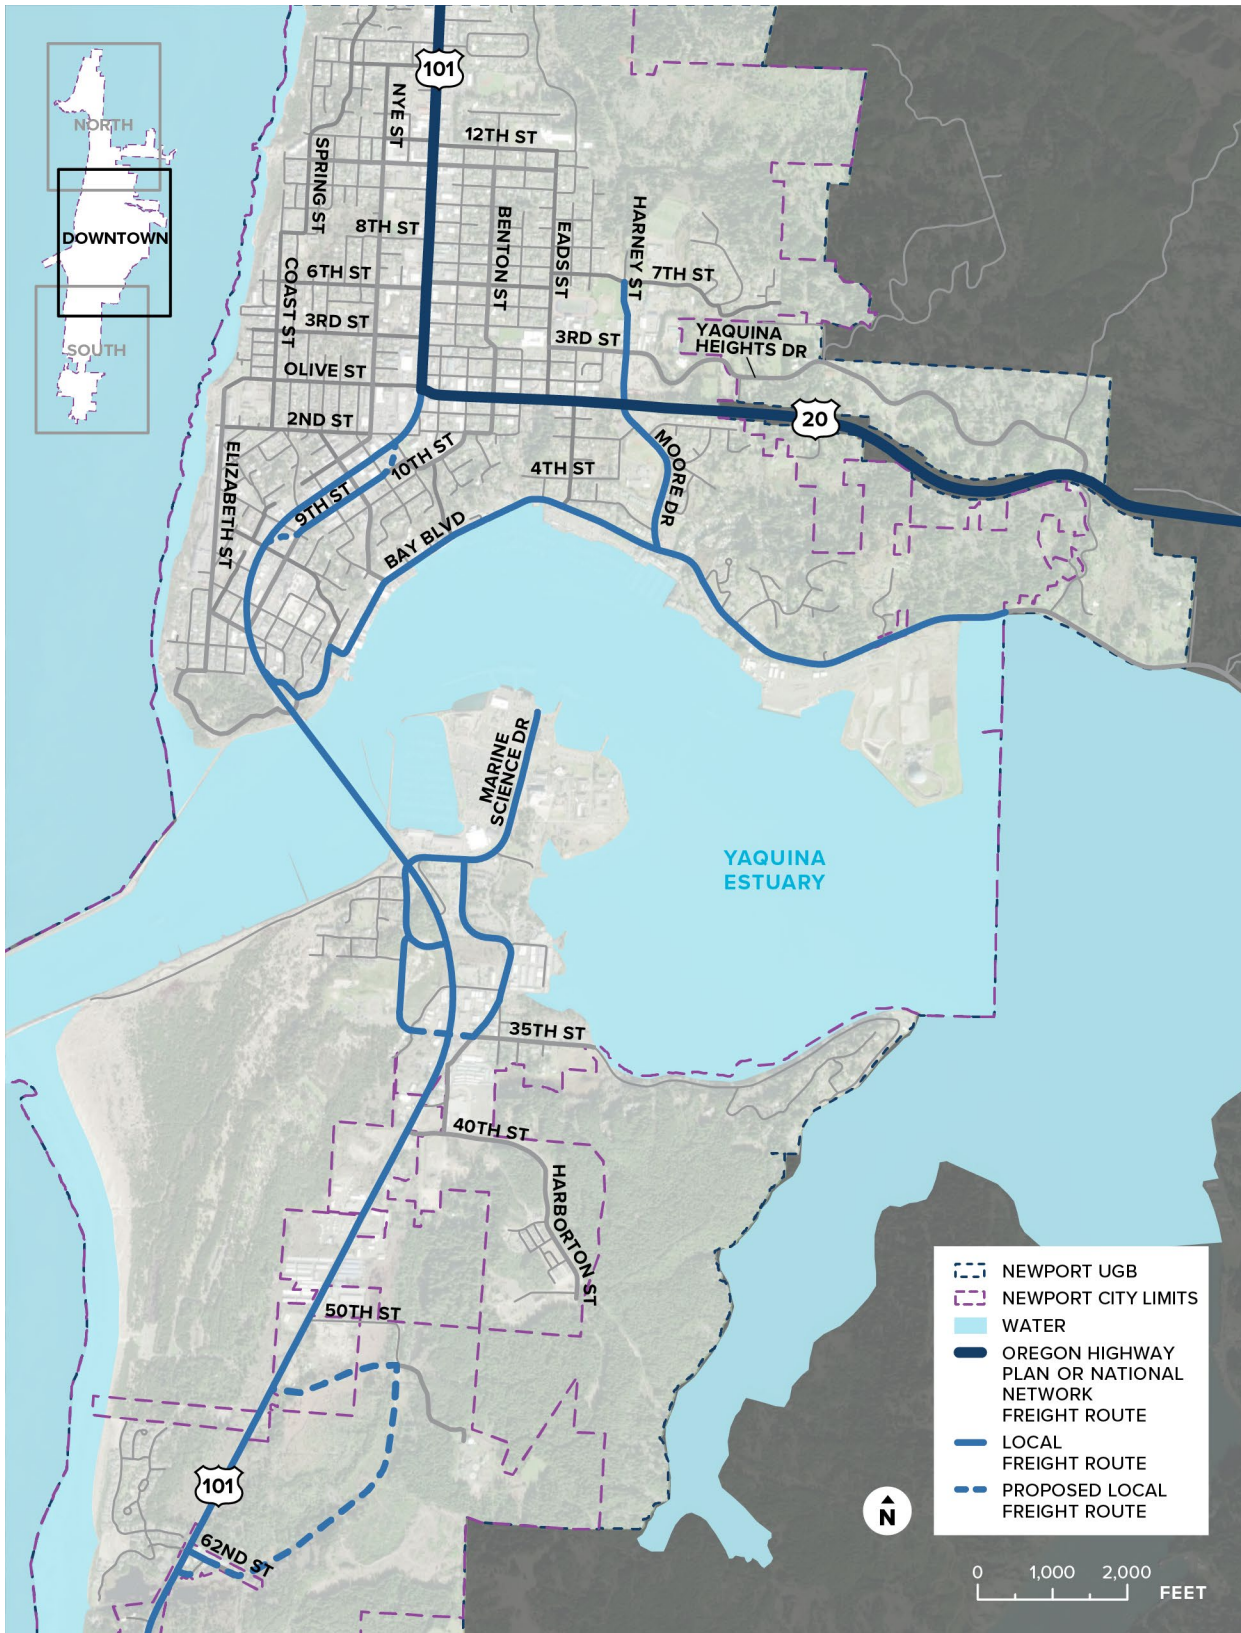 NORTH
DOWNTOWN
SOUTH
101
NYE ST
12TH ST
SPRING ST
8TH ST
BENTON ST
EADS ST
HARNEY ST
7TH ST
COAST ST
6TH ST
3RD ST
3RD ST
YAQUINA
HEIGHTS DR
OLIVE ST
20
2ND ST
ELIZABETH ST
10TH ST
MOORE DR
4TH ST
9TH ST
BAY BLVD
MARINE
SCIENCE DR
YAQUINA
ESTUARY
35TH ST
40TH ST
HARBORTON ST
50TH ST
101
62ND ST
NEWPORT UGB
NEWPORT CITY LIMITS
WATER
OREGON HIGHWAY
PLAN OR NATIONAL
NETWORK
FREIGHT ROUTE
LOCAL
FREIGHT ROUTE
PROPOSED LOCAL
FREIGHT ROUTE
N
0 1,000 2,000
FEET